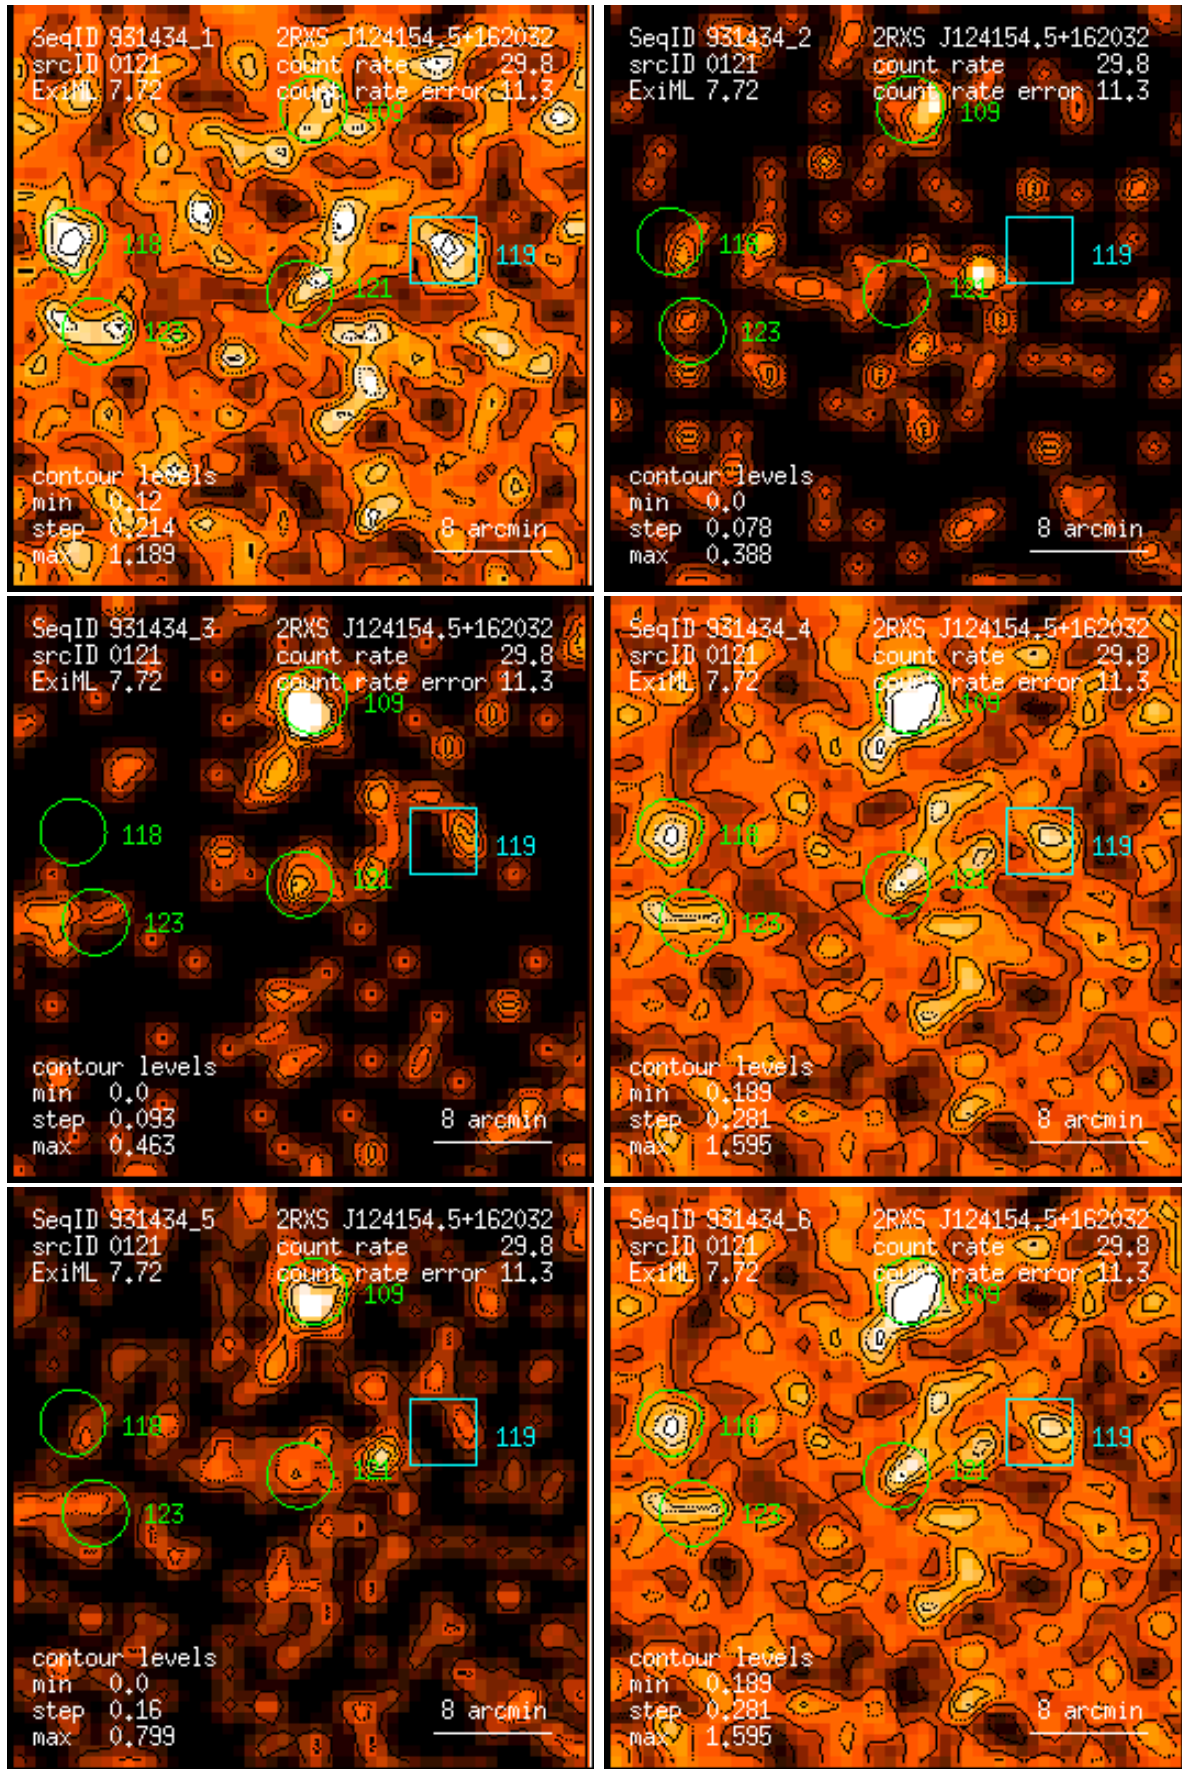 SeqID 931434_1 2RXS J124154.5+162032
srcID 0121 count rate 29.8
ExiML 7.72 count rate error 11.3
109
118
119
121
123
contour levels
min 0.12
step 0.214 8 arcmin
max 1.189
SeqID 931434_2 2RXS J124154.5+162032
srcID 0121 count rate 29.8
ExiML 7.72 count rate error 11.3
109
118
119
121
123
contour levels
min 0.0
step 0.078 8 arcmin
max 0.388
SeqID 931434_3 2RXS J124154.5+162032
srcID 0121 count rate 29.8
ExiML 7.72 count rate error 11.3
109
118
119
121
123
contour levels
min 0.0
step 0.093 8 arcmin
max 0.463
SeqID 931434_4 2RXS J124154.5+162032
srcID 0121 count rate 29.8
ExiML 7.72 count rate error 11.3
109
118
119
121
123
contour levels
min 0.189
step 0.281 8 arcmin
max 1.595
SeqID 931434_5 2RXS J124154.5+162032
srcID 0121 count rate 29.8
ExiML 7.72 count rate error 11.3
109
118
119
121
123
contour levels
min 0.0
step 0.16 8 arcmin
max 0.799
SeqID 931434_6 2RXS J124154.5+162032
srcID 0121 count rate 29.8
ExiML 7.72 count rate error 11.3
109
118
119
121
123
contour levels
min 0.189
step 0.281 8 arcmin
max 1.595